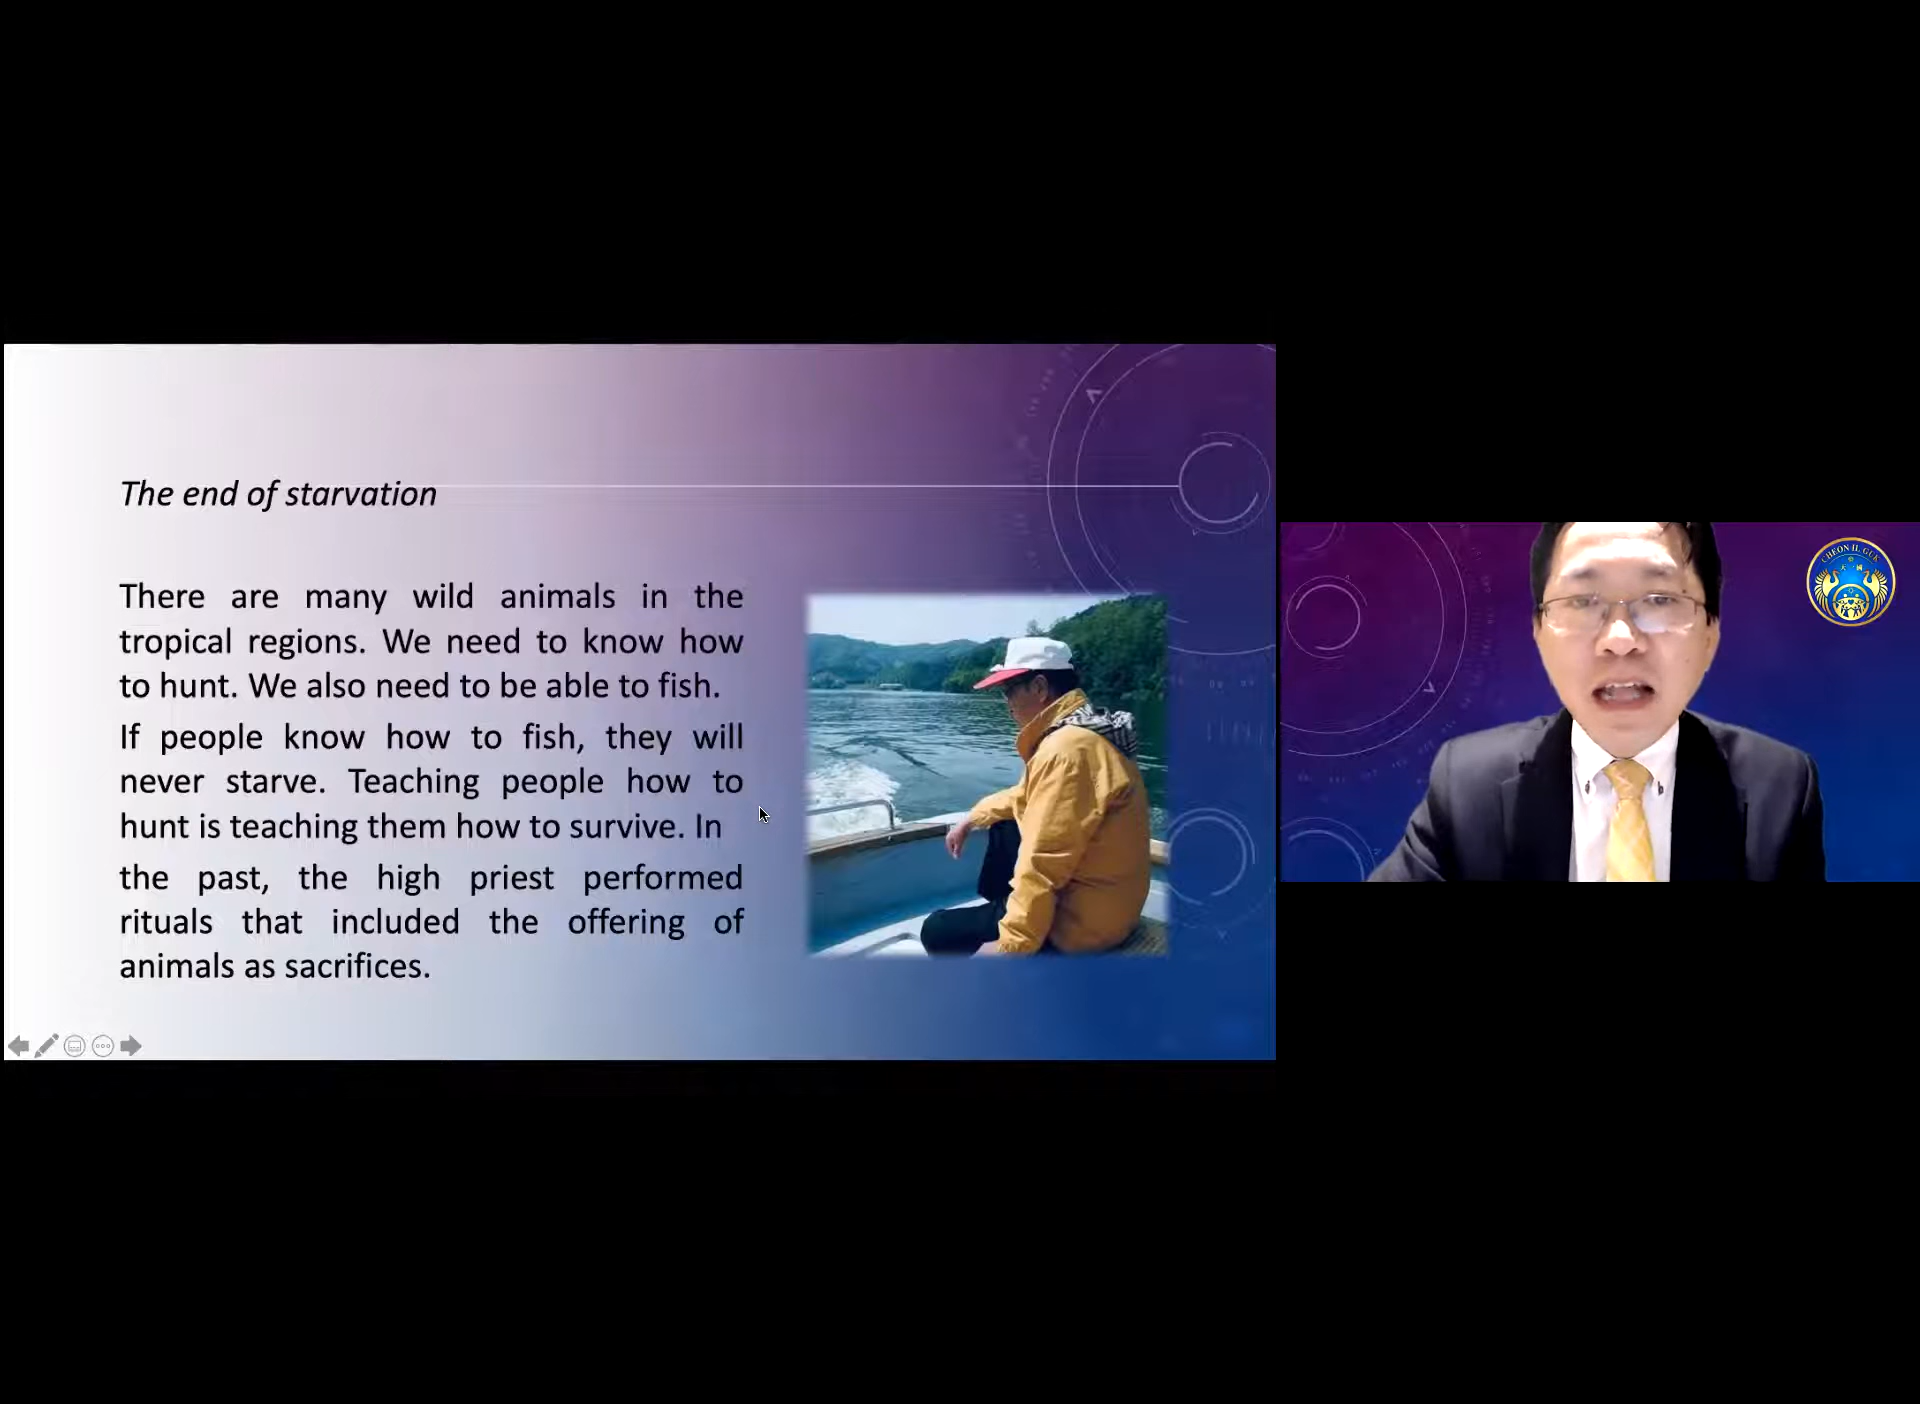 The end of starvation
There are many wild animals in the
tropical regions. We need to know how
to hunt. We also need to be able to fish.
If people know how to fish, they will
never starve. Teaching people how to
hunt is teaching them how to survive. In
the past, the high priest performed
rituals that included the offering of
animals as sacrifices.
CHEON IL GUK